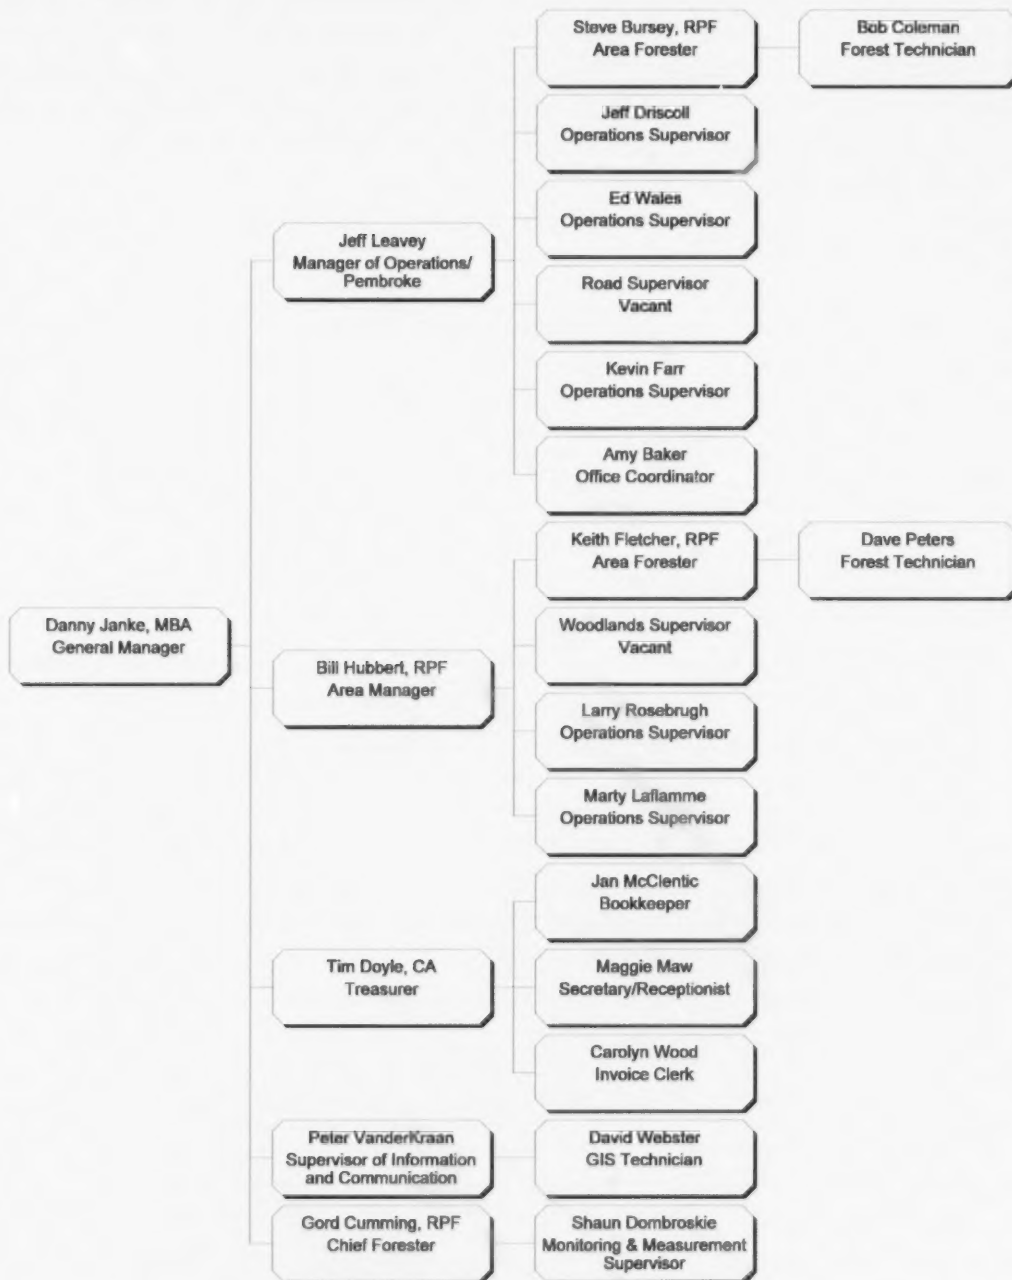 Danny Janke, MBA
General Manager
Jeff Leavey
Manager of Operations/
Pembroke
Steve Bursey, RPF
Area Forester
Bob Coleman
Forest Technician
Jeff Driscoll
Operations Supervisor
Ed Wales
Operations Supervisor
Road Supervisor
Vacant
Kevin Farr
Operations Supervisor
Amy Baker
Office Coordinator
Bill Hubbert, RPF
Area Manager
Keith Fletcher, RPF
Area Forester
Dave Peters
Forest Technician
Woodlands Supervisor
Vacant
Larry Rosebrugh
Operations Supervisor
Marty Laflamme
Operations Supervisor
Tim Doyle, CA
Treasurer
Jan McClentic
Bookkeeper
Maggie Maw
Secretary/Receptionist
Carolyn Wood
Invoice Clerk
Peter VanderKraan
Supervisor of Information
and Communication
David Webster
GIS Technician
Gord Cumming, RPF
Chief Forester
Shaun Dombroskie
Monitoring & Measurement
Supervisor